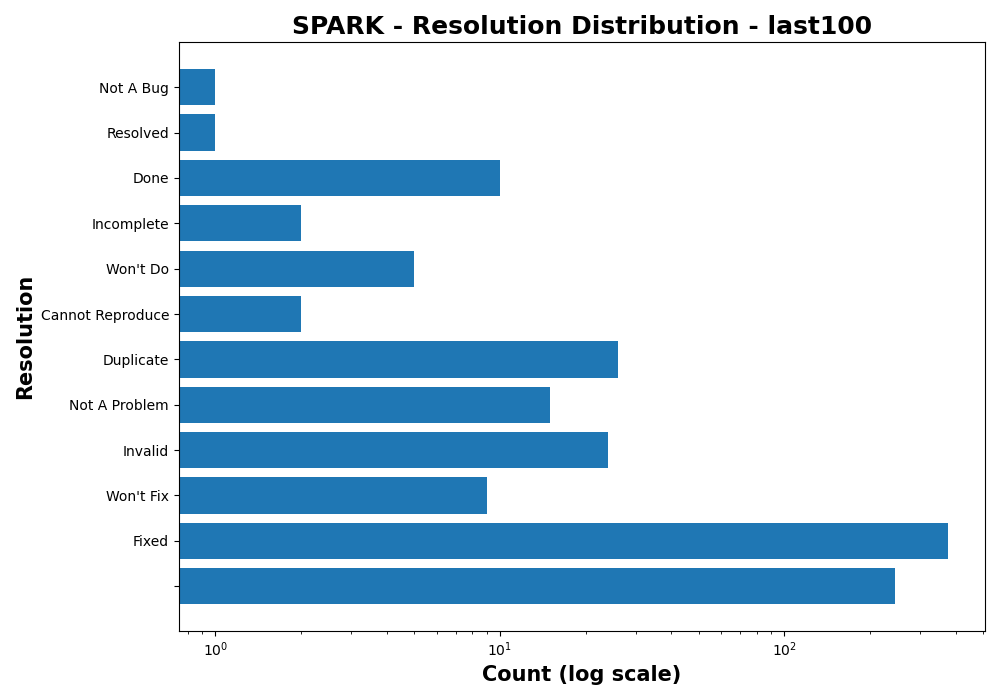 SPARK - Resolution Distribution - last100
Not A Bug
Resolved
Done
Incomplete
Won't Do
Cannot Reproduce
Duplicate
Not A Problem
Invalid
Won't Fix
Fixed
Resolution
10⁰ 10¹ 10²
Count (log scale)